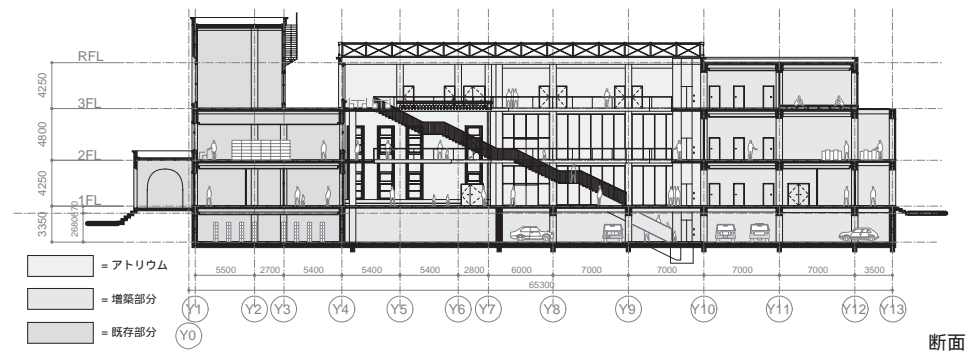 RFL
4250
3FL
4800
2FL
4250
1FL
3350
2680
670
5500 2700 5400 5400 5400 2800 6000 7000 7000 7000 7000 3500
65300
Y1 Y2 Y3 Y4 Y5 Y6 Y7 Y8 Y9 Y10 Y11 Y12 Y13
Y0
= アトリウム
= 増築部分
= 既存部分
断面